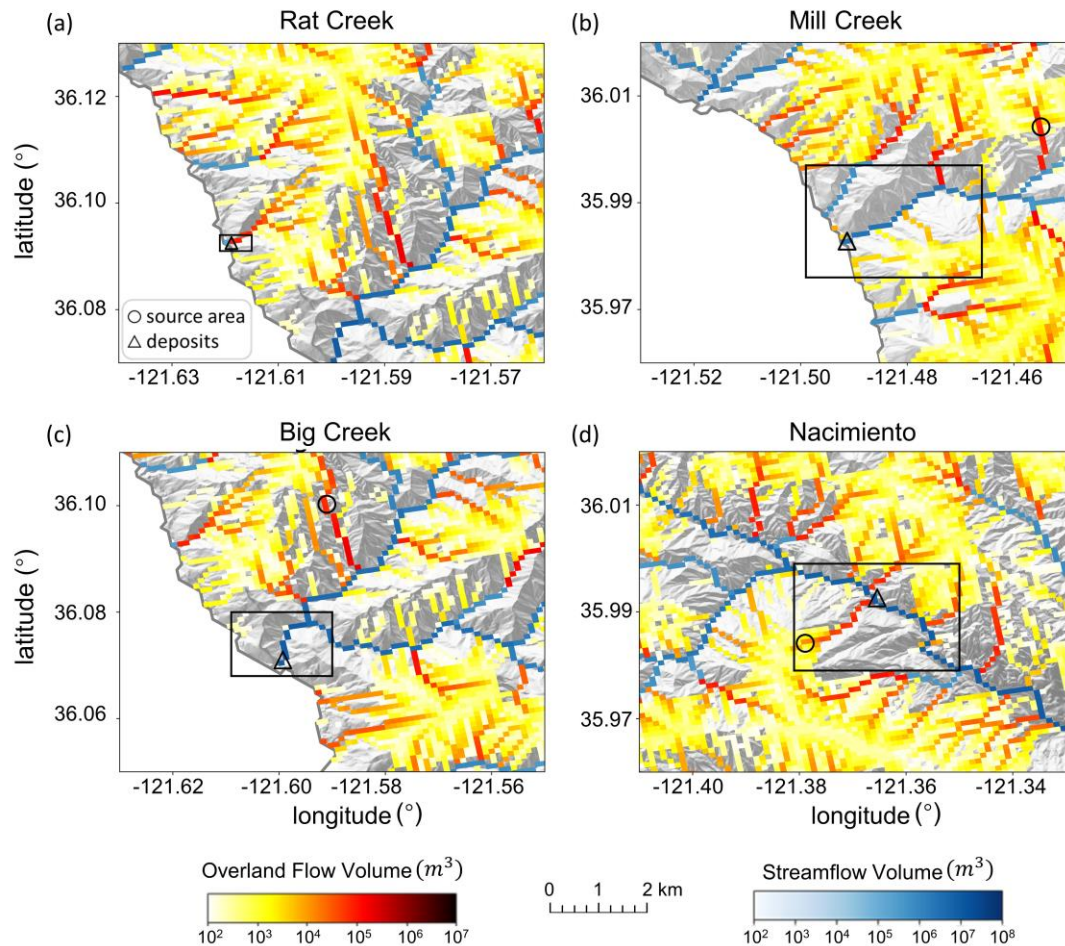 (a) Rat Creek
(b) Mill Creek
latitude (°)
36.12
36.10
36.08
○ source area
△ deposits
-121.63 -121.61 -121.59 -121.57
36.01
35.99
35.97
-121.52 -121.50 -121.48 -121.46
(c) Big Creek
(d) Nacimiento
latitude (°)
36.10
36.08
36.06
-121.62 -121.60 -121.58 -121.56
longitude (°)
36.01
35.99
35.97
-121.40 -121.38 -121.36 -121.34
longitude (°)
Overland Flow Volume (m³)
10² 10³ 10⁴ 10⁵ 10⁶ 10⁷
0 1 2 km
Streamflow Volume (m³)
10² 10³ 10⁴ 10⁵ 10⁶ 10⁷ 10⁸